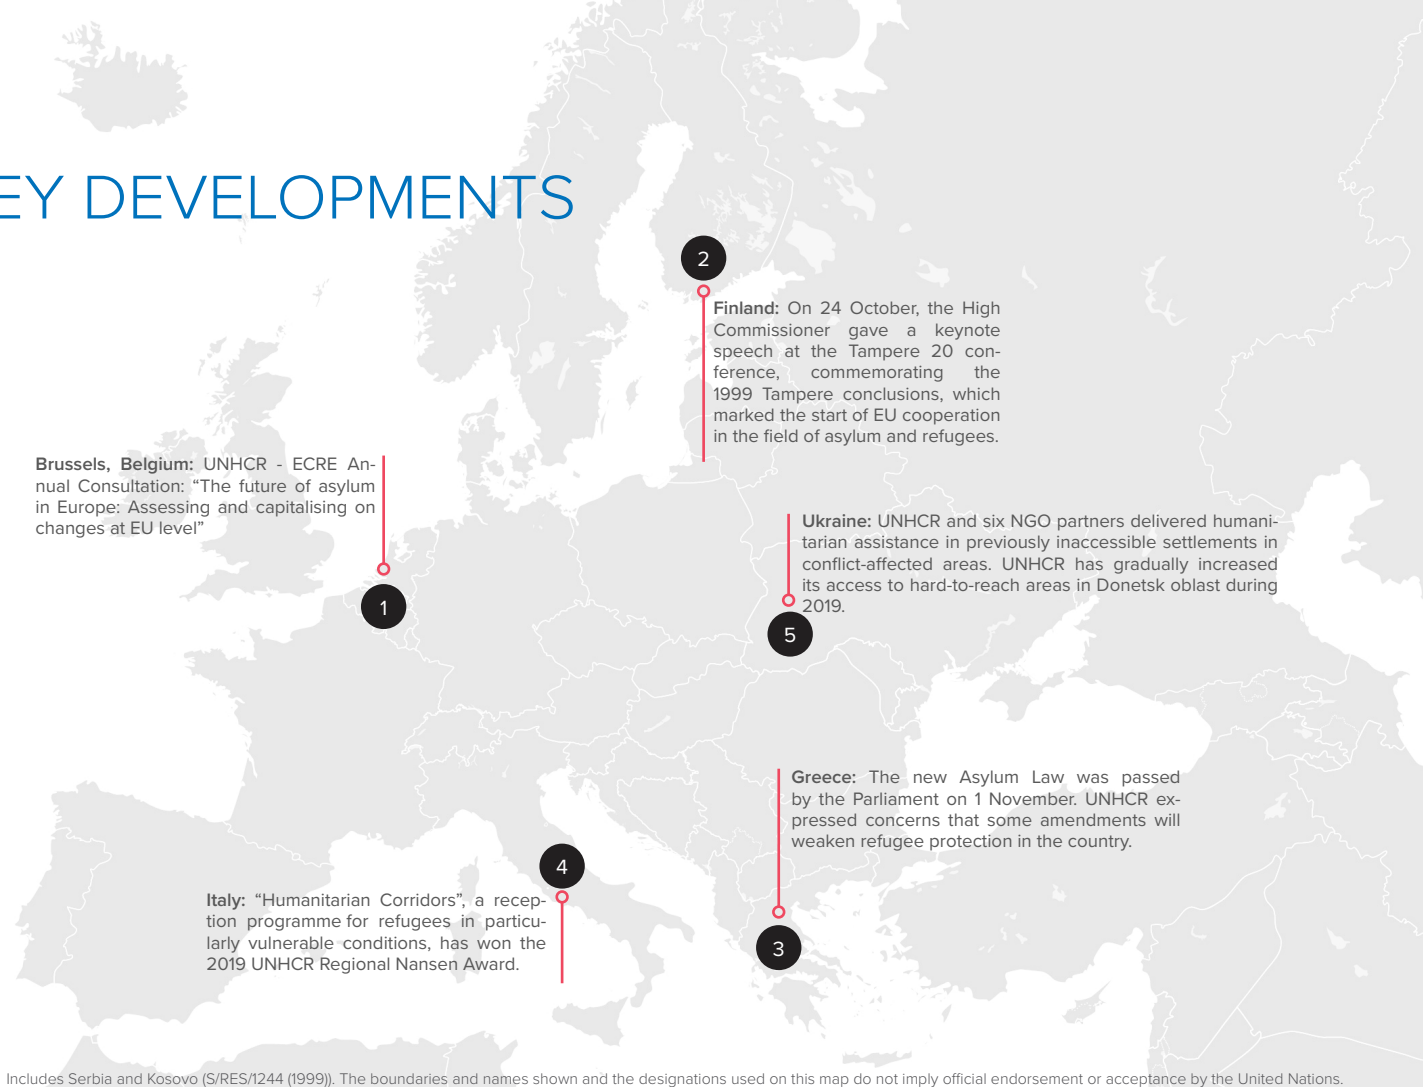 EY DEVELOPMENTS
2
Finland: On 24 October, the High
Commissioner gave a keynote
speech at the Tampere 20 con-
ference, commemorating the
1999 Tampere conclusions, which
marked the start of EU cooperation
in the field of asylum and refugees.
Brussels, Belgium: UNHCR - ECRE An-
nual Consultation: “The future of asylum
in Europe: Assessing and capitalising on
changes at EU level”
1
Ukraine: UNHCR and six NGO partners delivered humani-
tarian assistance in previously inaccessible settlements in
conflict-affected areas. UNHCR has gradually increased
its access to hard-to-reach areas in Donetsk oblast during
2019.
5
Greece: The new Asylum Law was passed
by the Parliament on 1 November. UNHCR ex-
pressed concerns that some amendments will
weaken refugee protection in the country.
3
4
Italy: “Humanitarian Corridors”, a recep-
tion programme for refugees in particu-
larly vulnerable conditions, has won the
2019 UNHCR Regional Nansen Award.
Includes Serbia and Kosovo (S/RES/1244 (1999)). The boundaries and names shown and the designations used on this map do not imply official endorsement or acceptance by the United Nations.